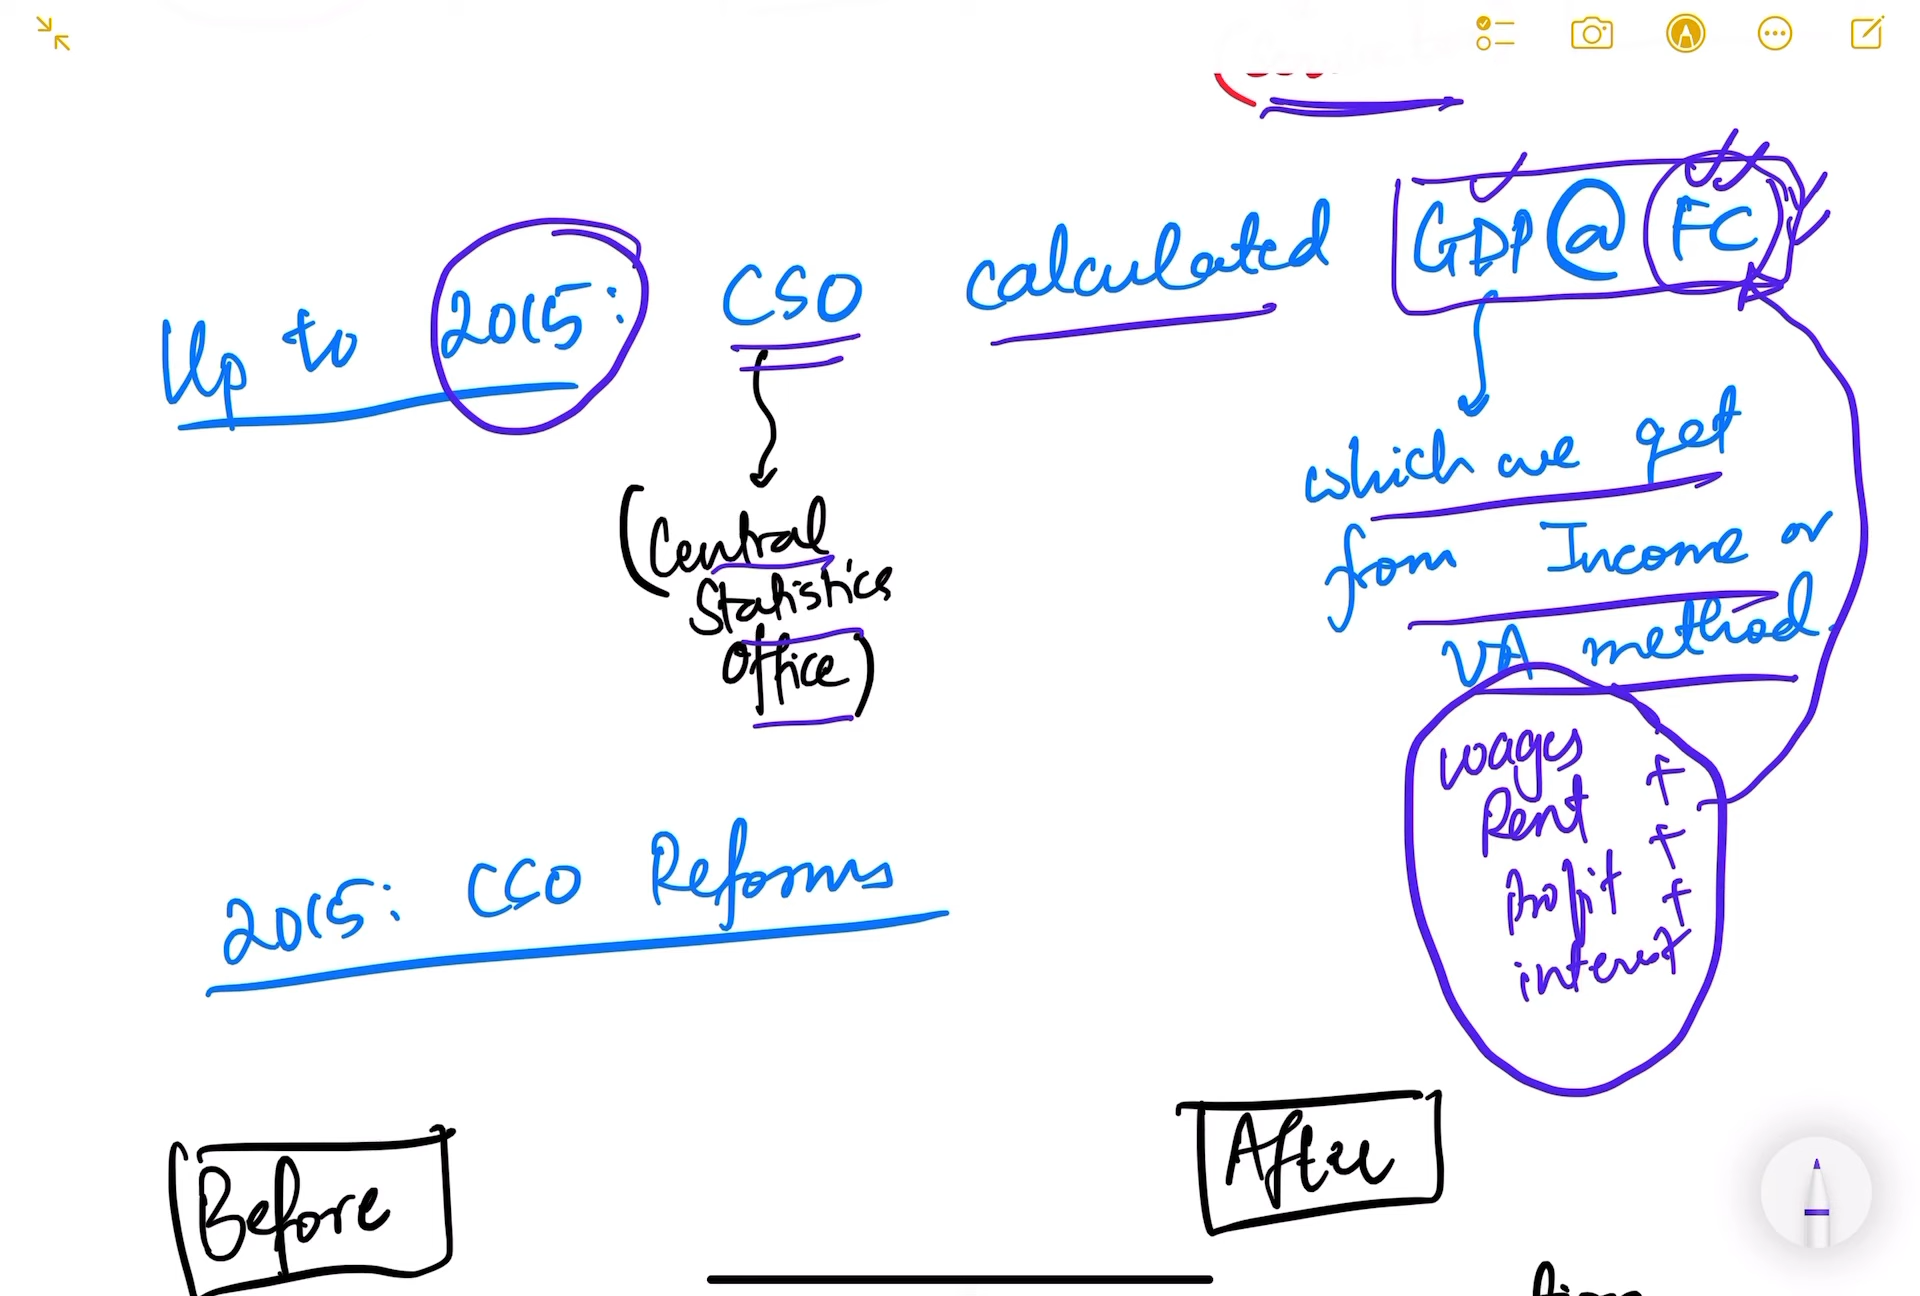 Up to 2015: CSO calculated GDP @ FC
which we get
from Income or
VA method.
(Central
Statistics
Office)
wages +
Rent +
Profit +
interest
2015: CSO Reforms
Before
After